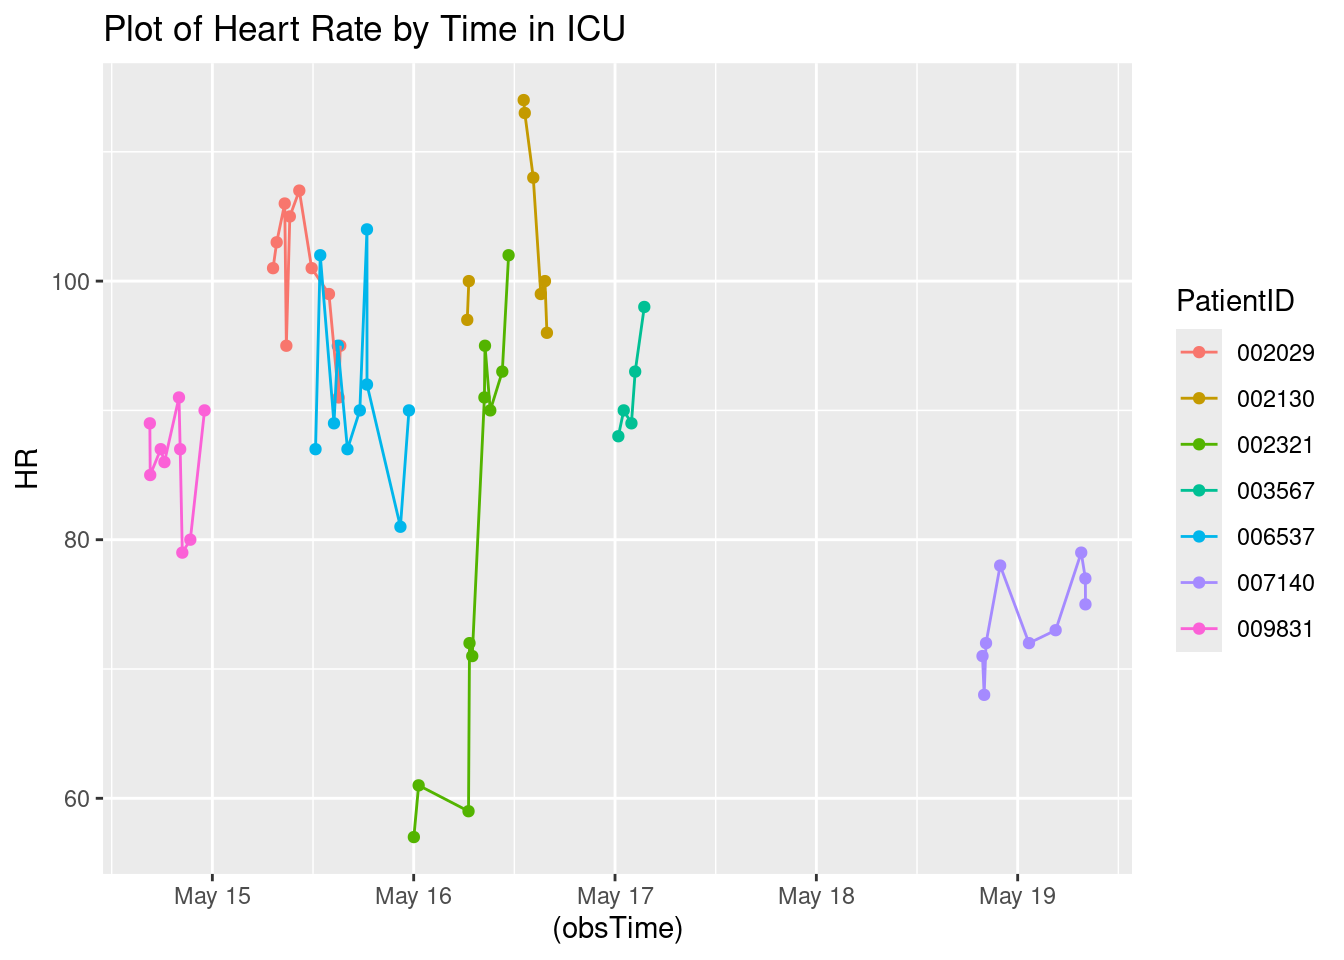 Plot of Heart Rate by Time in ICU
HR
100
80
60
May 15
May 16
May 17
May 18
May 19
(obsTime)
PatientID
002029
002130
002321
003567
006537
007140
009831